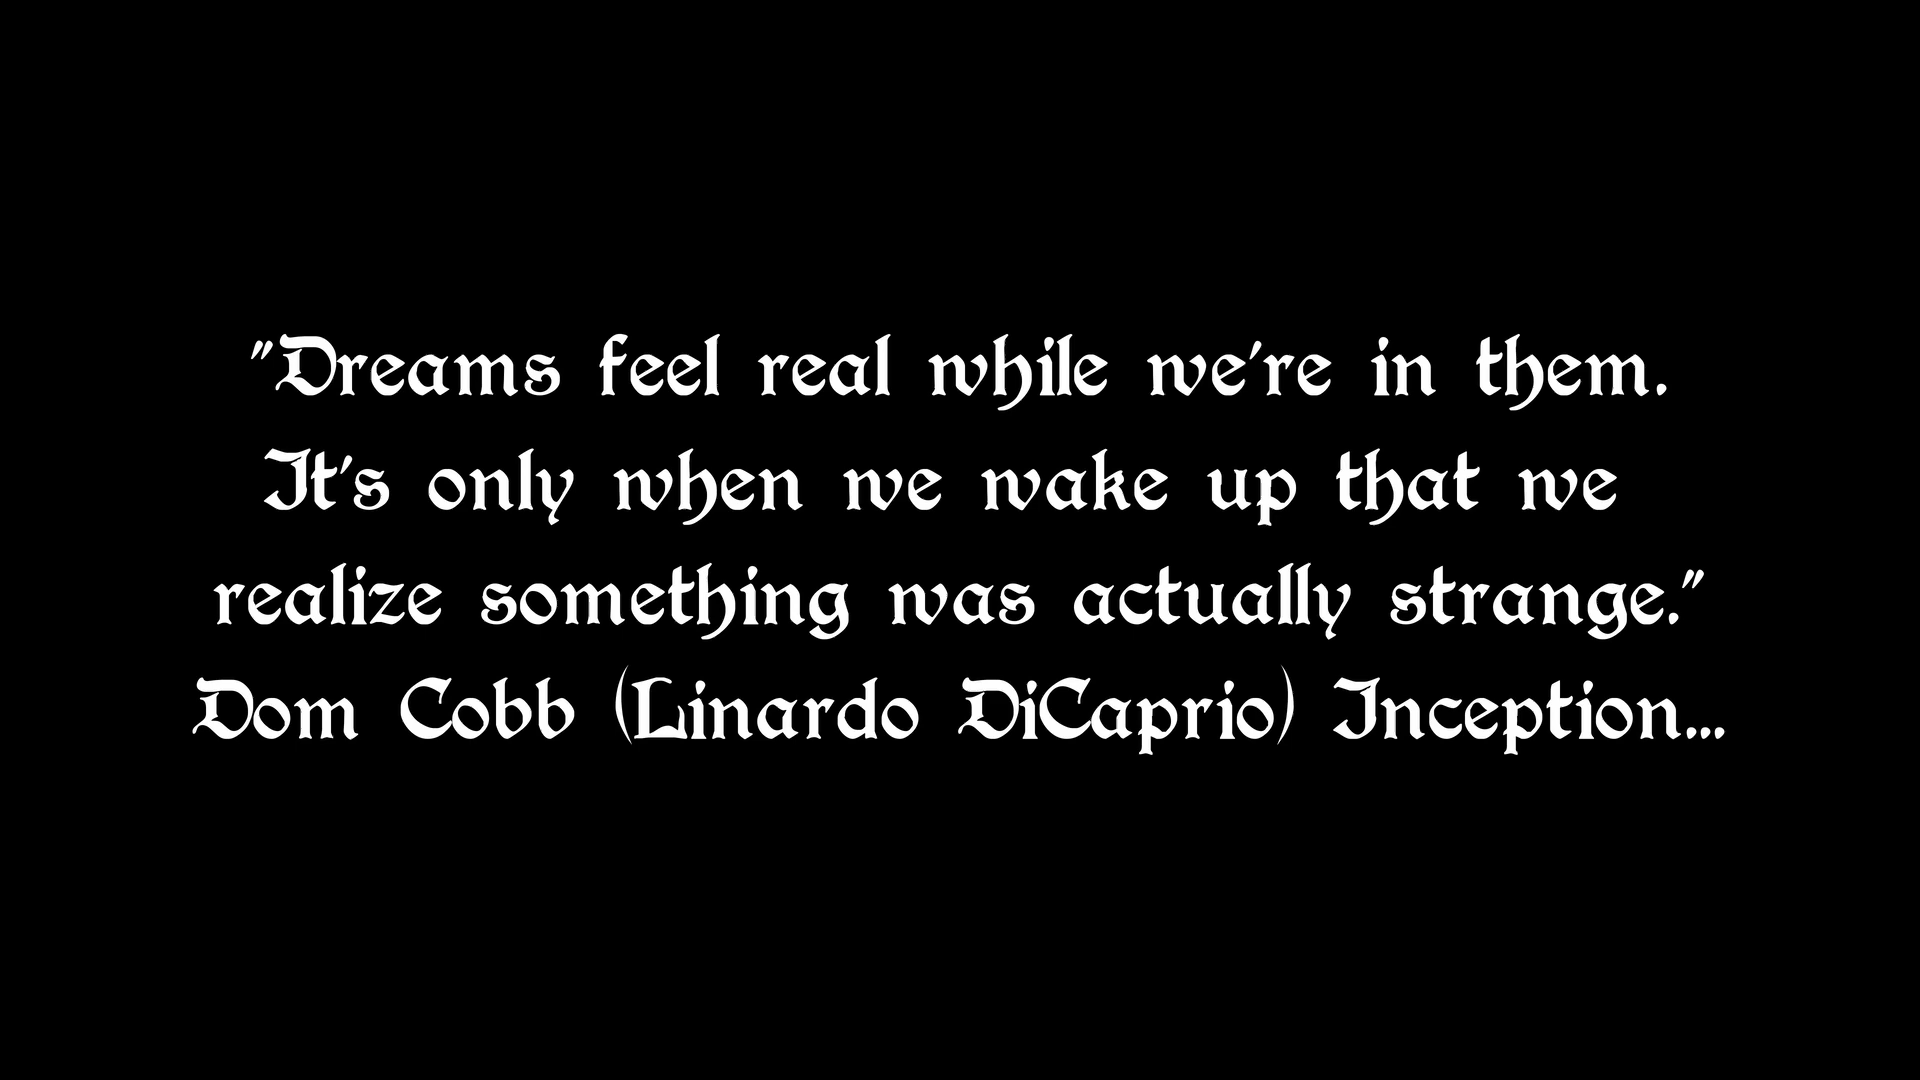 "Dreams feel real while we're in them.
It's only when we wake up that we
realize something was actually strange."
Dom Cobb (Linardo DiCaprio) Inception...